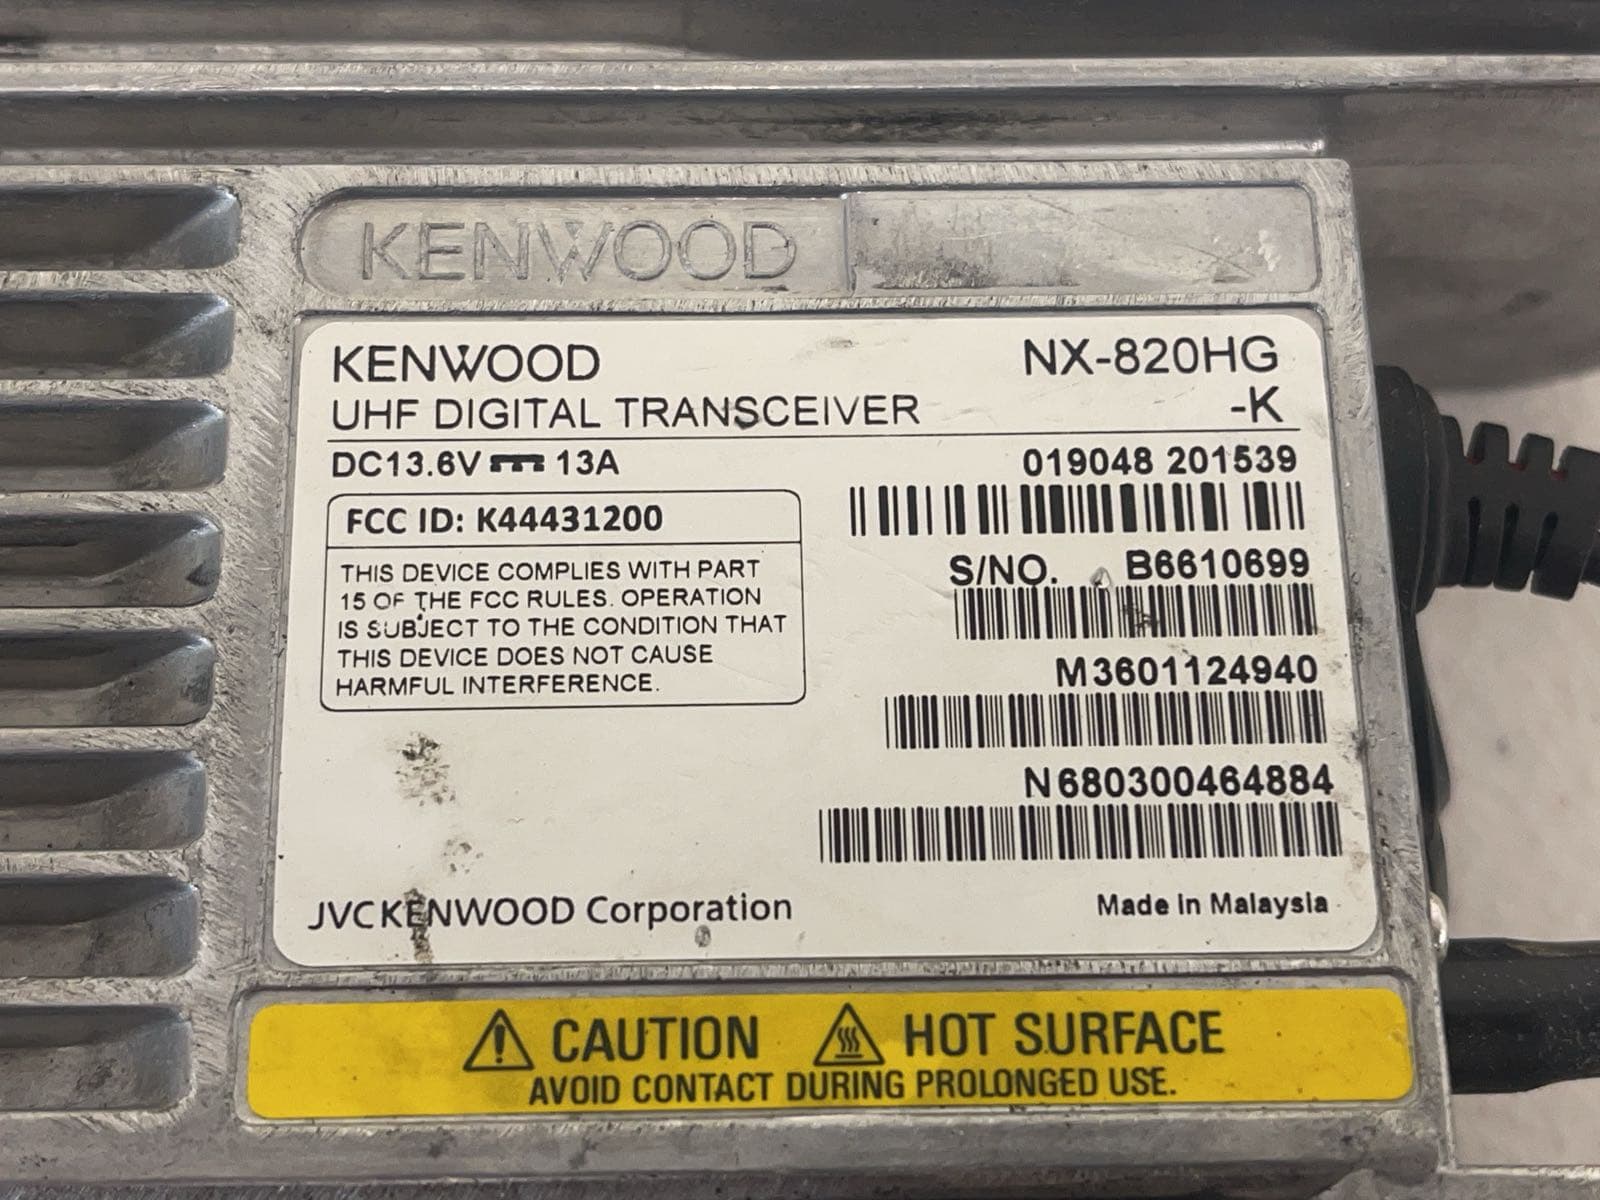 KENWOOD
KENWOOD NX-820HG
UHF DIGITAL TRANSCEIVER -K
DC13.6V 13A 019048 201539
FCC ID: K44431200
THIS DEVICE COMPLIES WITH PART
15 OF THE FCC RULES. OPERATION
IS SUBJECT TO THE CONDITION THAT
THIS DEVICE DOES NOT CAUSE
HARMFUL INTERFERENCE.
S/NO. B6610699
M3601124940
N680300464884
JVCKENWOOD Corporation Made in Malaysia
CAUTION HOT SURFACE
AVOID CONTACT DURING PROLONGED USE.